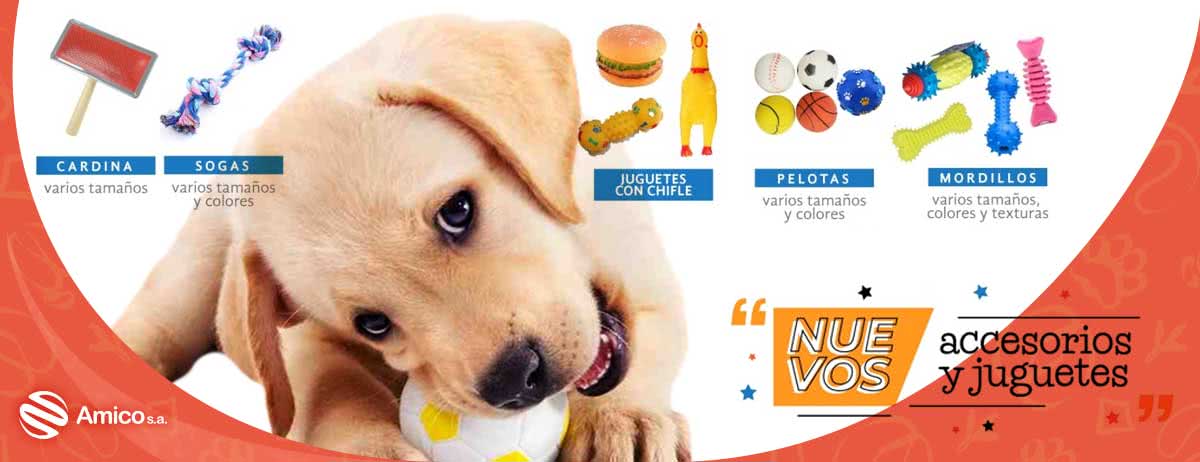 CARDINA
varios tamaños
SOGAS
varios tamaños
y colores
JUGUETES
CON CHIFLE
PELOTAS
varios tamaños
y colores
MORDILLOS
varios tamaños,
colores y texturas
“NUE
VOS
accesorios
y juguetes”
Amico s.a.